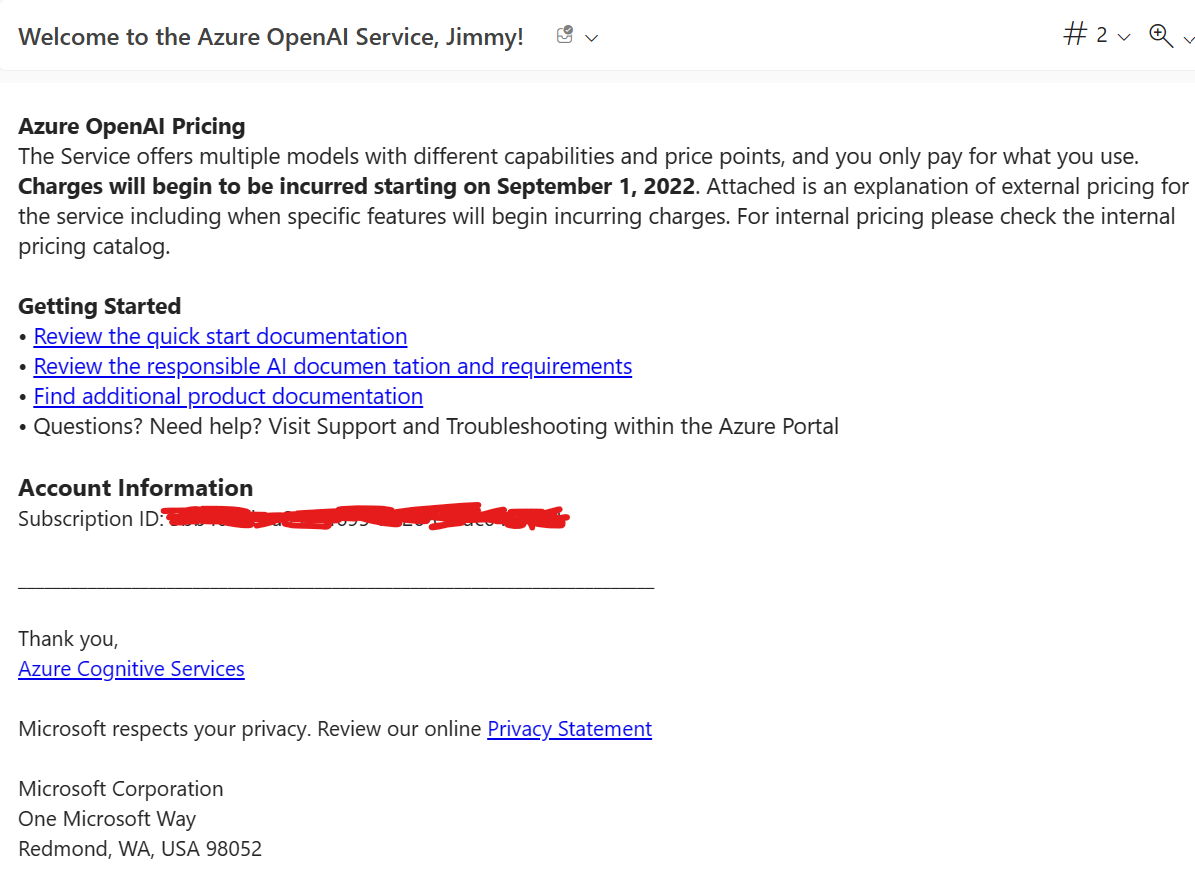 Welcome to the Azure OpenAI Service, Jimmy!
# 2
Azure OpenAI Pricing
The Service offers multiple models with different capabilities and price points, and you only pay for what you use.
Charges will begin to be incurred starting on September 1, 2022. Attached is an explanation of external pricing for
the service including when specific features will begin incurring charges. For internal pricing please check the internal
pricing catalog.
Getting Started
• Review the quick start documentation
• Review the responsible AI documen tation and requirements
• Find additional product documentation
• Questions? Need help? Visit Support and Troubleshooting within the Azure Portal
Account Information
Subscription ID:
Thank you,
Azure Cognitive Services
Microsoft respects your privacy. Review our online Privacy Statement
Microsoft Corporation
One Microsoft Way
Redmond, WA, USA 98052